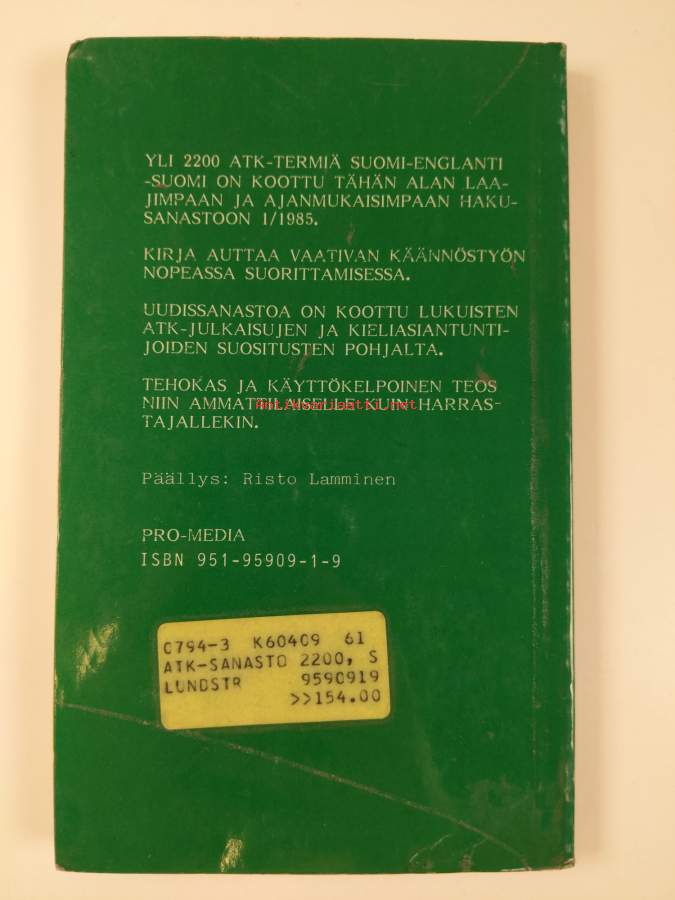 YLI 2200 ATK-TERMIÄ SUOMI-ENGLANTI
-SUOMI ON KOOTTU TÄHÄN ALAN LAA-
JIMPAAN JA AJANMUKAISIMPAAN HAKU-
SANASTOON 1/1985.
KIRJA AUTTAA VAATIVAN KÄÄNNÖSTYÖN
NOPEASSA SUORITTAMISESSA.
UUDISSANASTOA ON KOOTTU LUKUISTEN
ATK-JULKAISUJEN JA KIELIASIANTUNTI-
JOIDEN SUOSITUSTEN POHJALTA.
TEHOKAS JA KÄYTTÖKELPOINEN TEOS
NIIN AMMATTILAISELLE KUIN HARRAS-
TAJALLEKIN.
Antikvariaatti.net
Päällys: Risto Lamminen
PRO-MEDIA
ISBN 951-95909-1-9
C794-3 K60409 61
ATK-SANASTO 2200, S
LUNDSTR 9590919
>>154.00